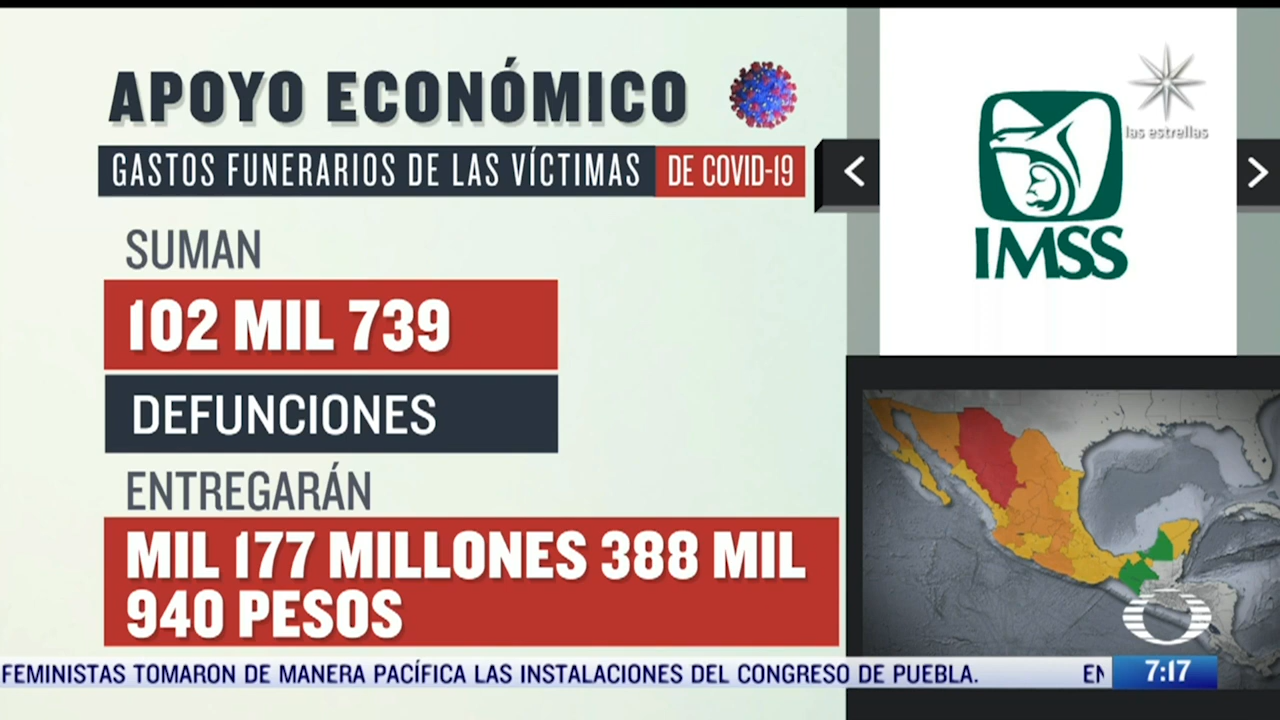 APOYO ECONÓMICO
GASTOS FUNERARIOS DE LAS VÍCTIMAS DE COVID-19
SUMAN
102 MIL 739
DEFUNCIONES
ENTREGARÁN
MIL 177 MILLONES 388 MIL
940 PESOS
las estrellas
IMSS
FEMINISTAS TOMARON DE MANERA PACÍFICA LAS INSTALACIONES DEL CONGRESO DE PUEBLA. EN
7:17